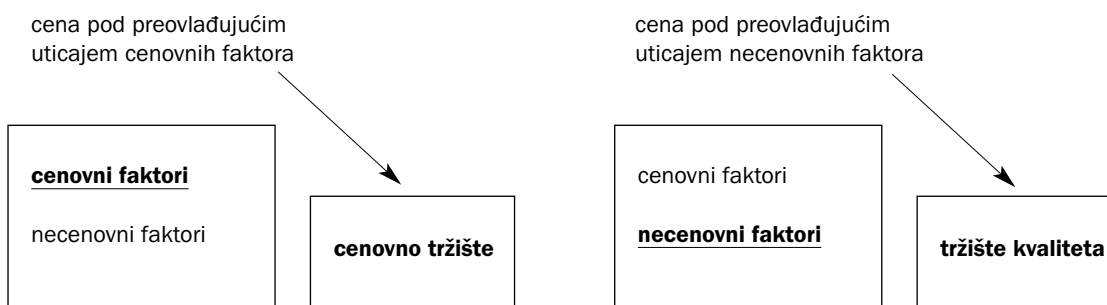 cena pod preovlađujućim
uticajem cenovnih faktora
cenovni faktori
necenovni faktori
cenovno tržište
cena pod preovlađujućim
uticajem necenovnih faktora
cenovni faktori
necenovni faktori
tržište kvaliteta